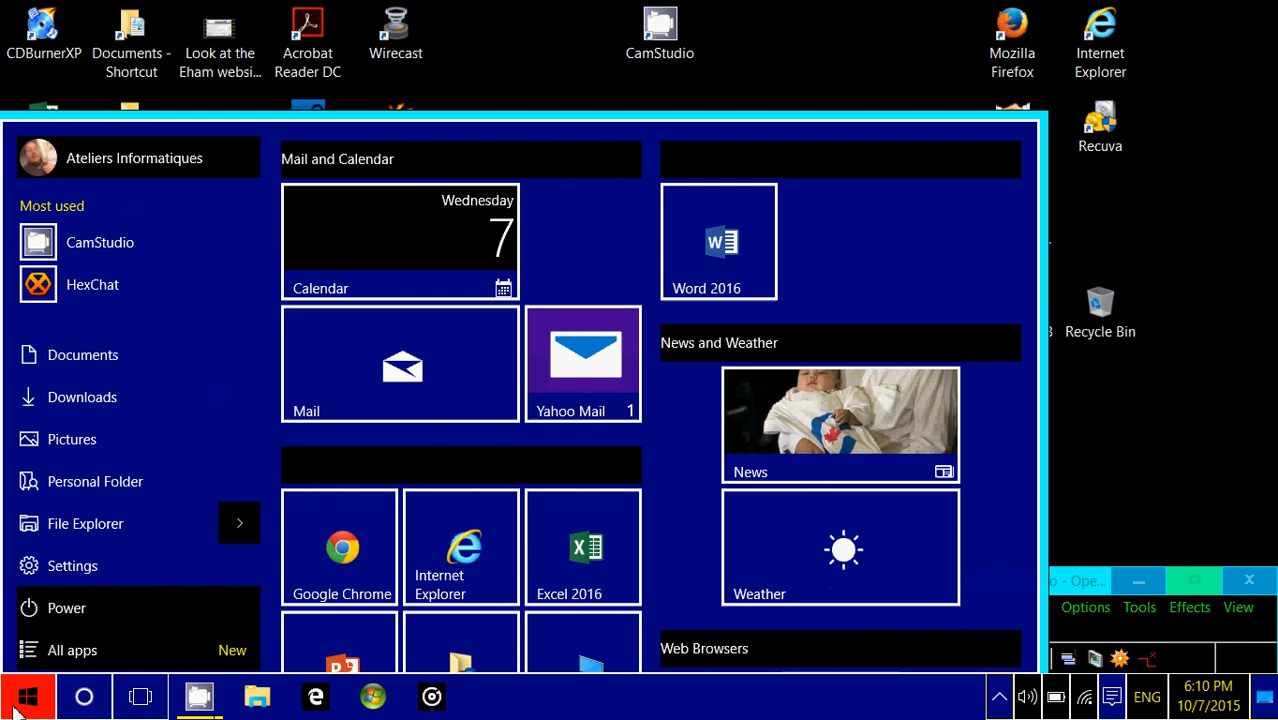 CDBurnerXP
Documents -
Shortcut
Look at the
Eham websi...
Acrobat
Reader DC
Wirecast
CamStudio
Mozilla
Firefox
Internet
Explorer
Recuva
Recycle Bin
Ateliers Informatiques
Most used
CamStudio
HexChat
Documents
Downloads
Pictures
Personal Folder
File Explorer
Settings
Power
All apps New
Mail and Calendar
Wednesday
7
Calendar
Mail
Yahoo Mail 1
Google Chrome
Internet
Explorer
Excel 2016
Word 2016
News and Weather
News
Weather
Web Browsers
o - Ope...
Options Tools Effects View
ENG
6:10 PM
10/7/2015